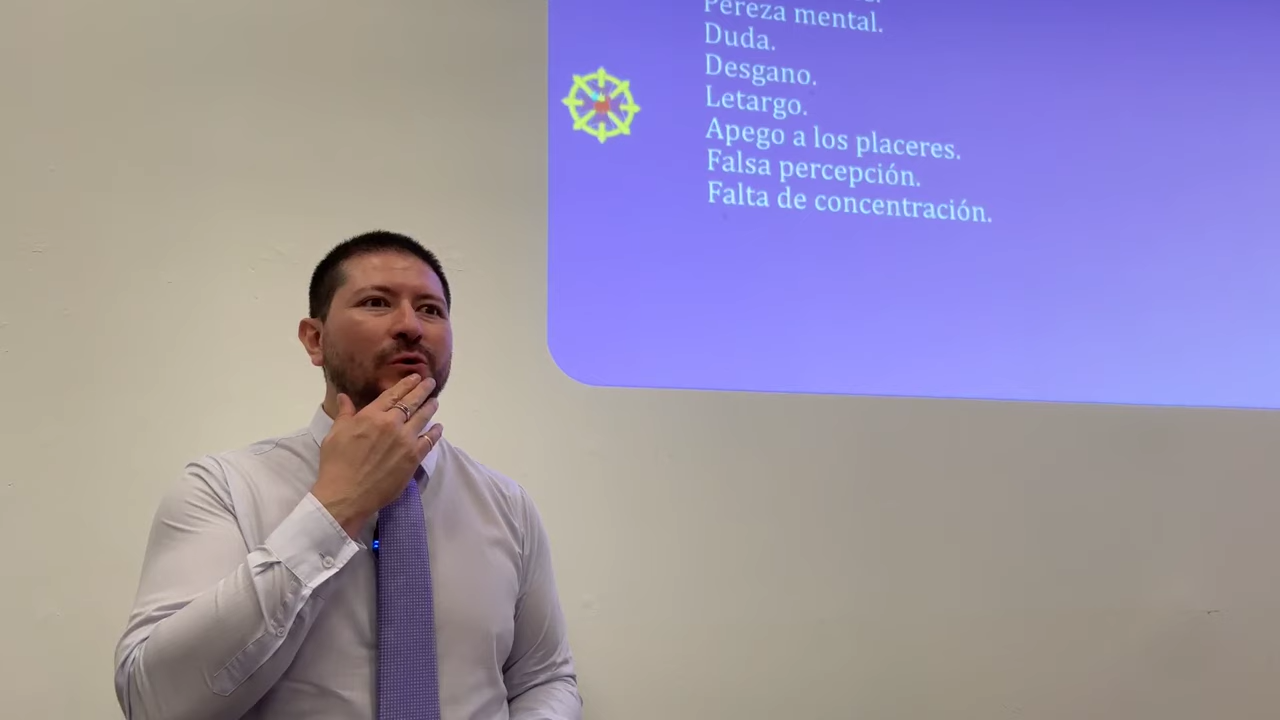 Pereza mental.
Duda.
Desgano.
Letargo.
Apego a los placeres.
Falsa percepción.
Falta de concentración.